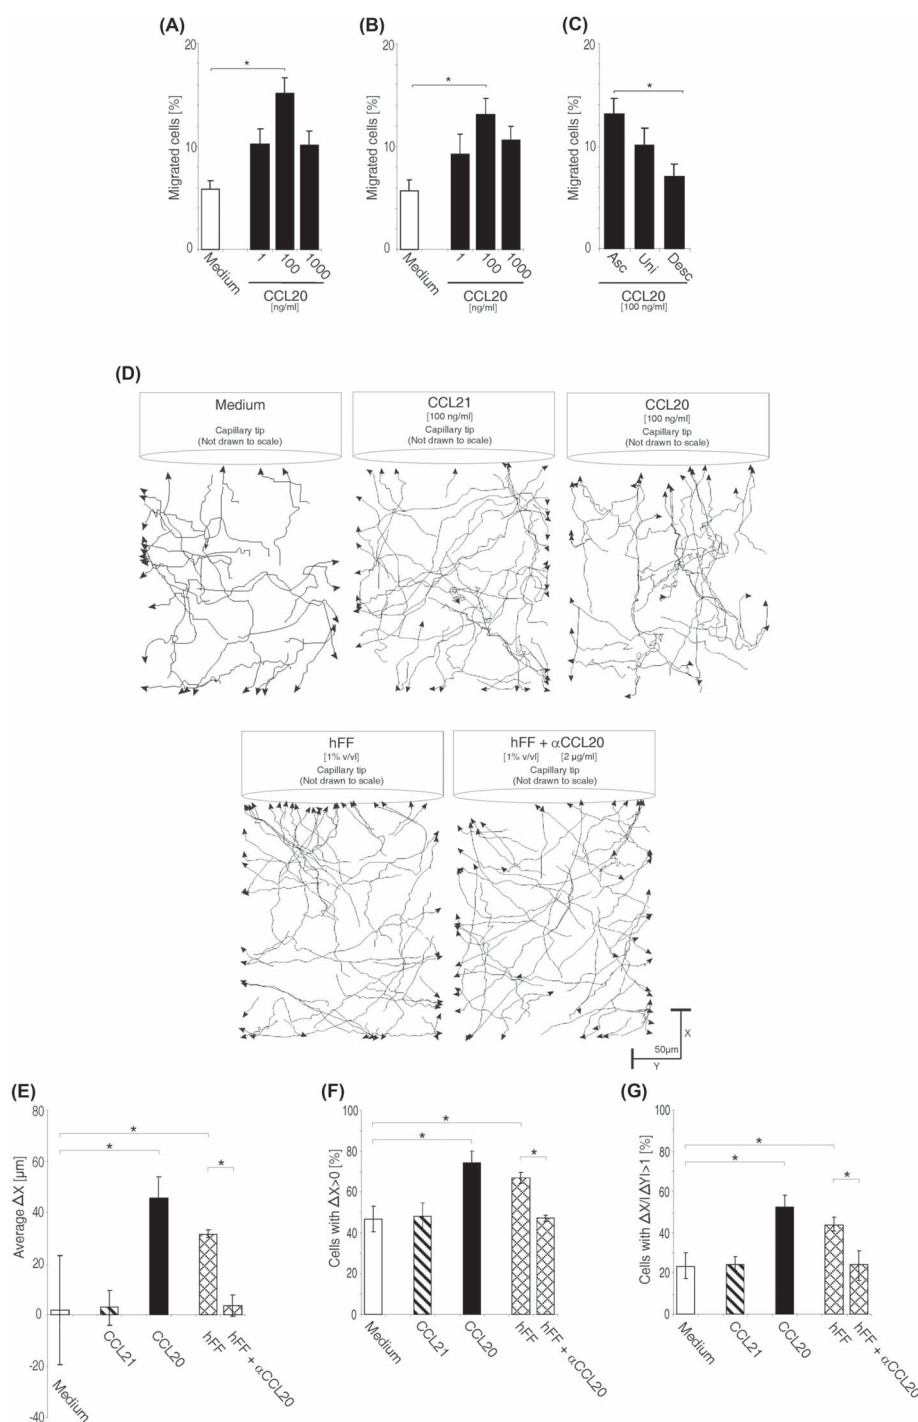 (A)
Migrated cells [%]
20
10
0
Medium
1
100
1000
CCL20
[ng/ml]
*
(B)
Migrated cells [%]
20
10
0
Medium
1
100
1000
CCL20
[ng/ml]
*
(C)
Migrated cells [%]
20
10
0
Asc
Uni
Desc
CCL20
[100 ng/ml]
*
(D)
Medium
Capillary tip
(Not drawn to scale)
CCL21
[100 ng/ml]
Capillary tip
(Not drawn to scale)
CCL20
[100 ng/ml]
Capillary tip
(Not drawn to scale)
hFF
[1% v/vl]
Capillary tip
(Not drawn to scale)
hFF + αCCL20
[1% v/vl] [2 µg/ml]
Capillary tip
(Not drawn to scale)
X
50µm
Y
(E)
Average ΔX [µm]
80
60
40
20
0
-20
-40
Medium
CCL21
CCL20
hFF
hFF + αCCL20
*
*
*
(F)
Cells with ΔX>0 [%]
100
80
60
40
20
0
Medium
CCL21
CCL20
hFF
hFF + αCCL20
*
*
*
(G)
Cells with ΔX/IΔYI>1 [%]
100
80
60
40
20
0
Medium
CCL21
CCL20
hFF
hFF + αCCL20
*
*
*